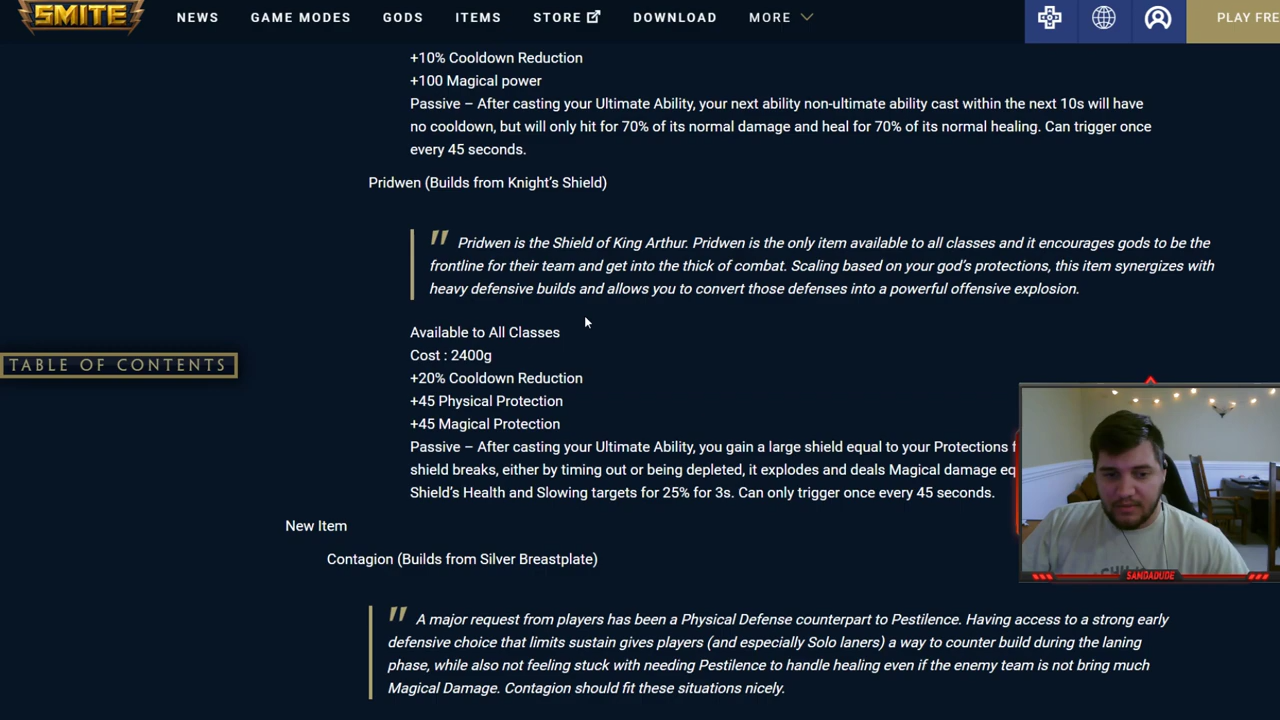 SMITE NEWS GAME MODES GODS ITEMS STORE DOWNLOAD MORE PLAY FRE
+10% Cooldown Reduction
+100 Magical power
Passive – After casting your Ultimate Ability, your next ability non-ultimate ability cast within the next 10s will have
no cooldown, but will only hit for 70% of its normal damage and heal for 70% of its normal healing. Can trigger once
every 45 seconds.
Pridwen (Builds from Knight’s Shield)
" Pridwen is the Shield of King Arthur. Pridwen is the only item available to all classes and it encourages gods to be the
frontline for their team and get into the thick of combat. Scaling based on your god’s protections, this item synergizes with
heavy defensive builds and allows you to convert those defenses into a powerful offensive explosion.
Available to All Classes
Cost : 2400g
TABLE OF CONTENTS
+20% Cooldown Reduction
+45 Physical Protection
+45 Magical Protection
Passive – After casting your Ultimate Ability, you gain a large shield equal to your Protections
shield breaks, either by timing out or being depleted, it explodes and deals Magical damage
Shield’s Health and Slowing targets for 25% for 3s. Can only trigger once every 45 seconds.
New Item
Contagion (Builds from Silver Breastplate)
SANDADUDE
" A major request from players has been a Physical Defense counterpart to Pestilence. Having access to a strong early
defensive choice that limits sustain gives players (and especially Solo laners) a way to counter build during the laning
phase, while also not feeling stuck with needing Pestilence to handle healing even if the enemy team is not bring much
Magical Damage. Contagion should fit these situations nicely.